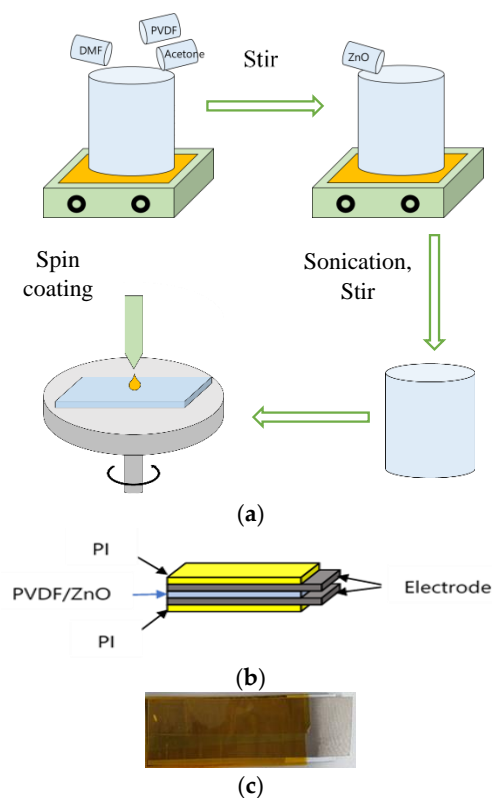 DMF
PVDF
Acetone
Stir
ZnO
Spin
coating
Sonication,
Stir
(a)
PI
PVDF/ZnO
Electrode
PI
(b)
(c)